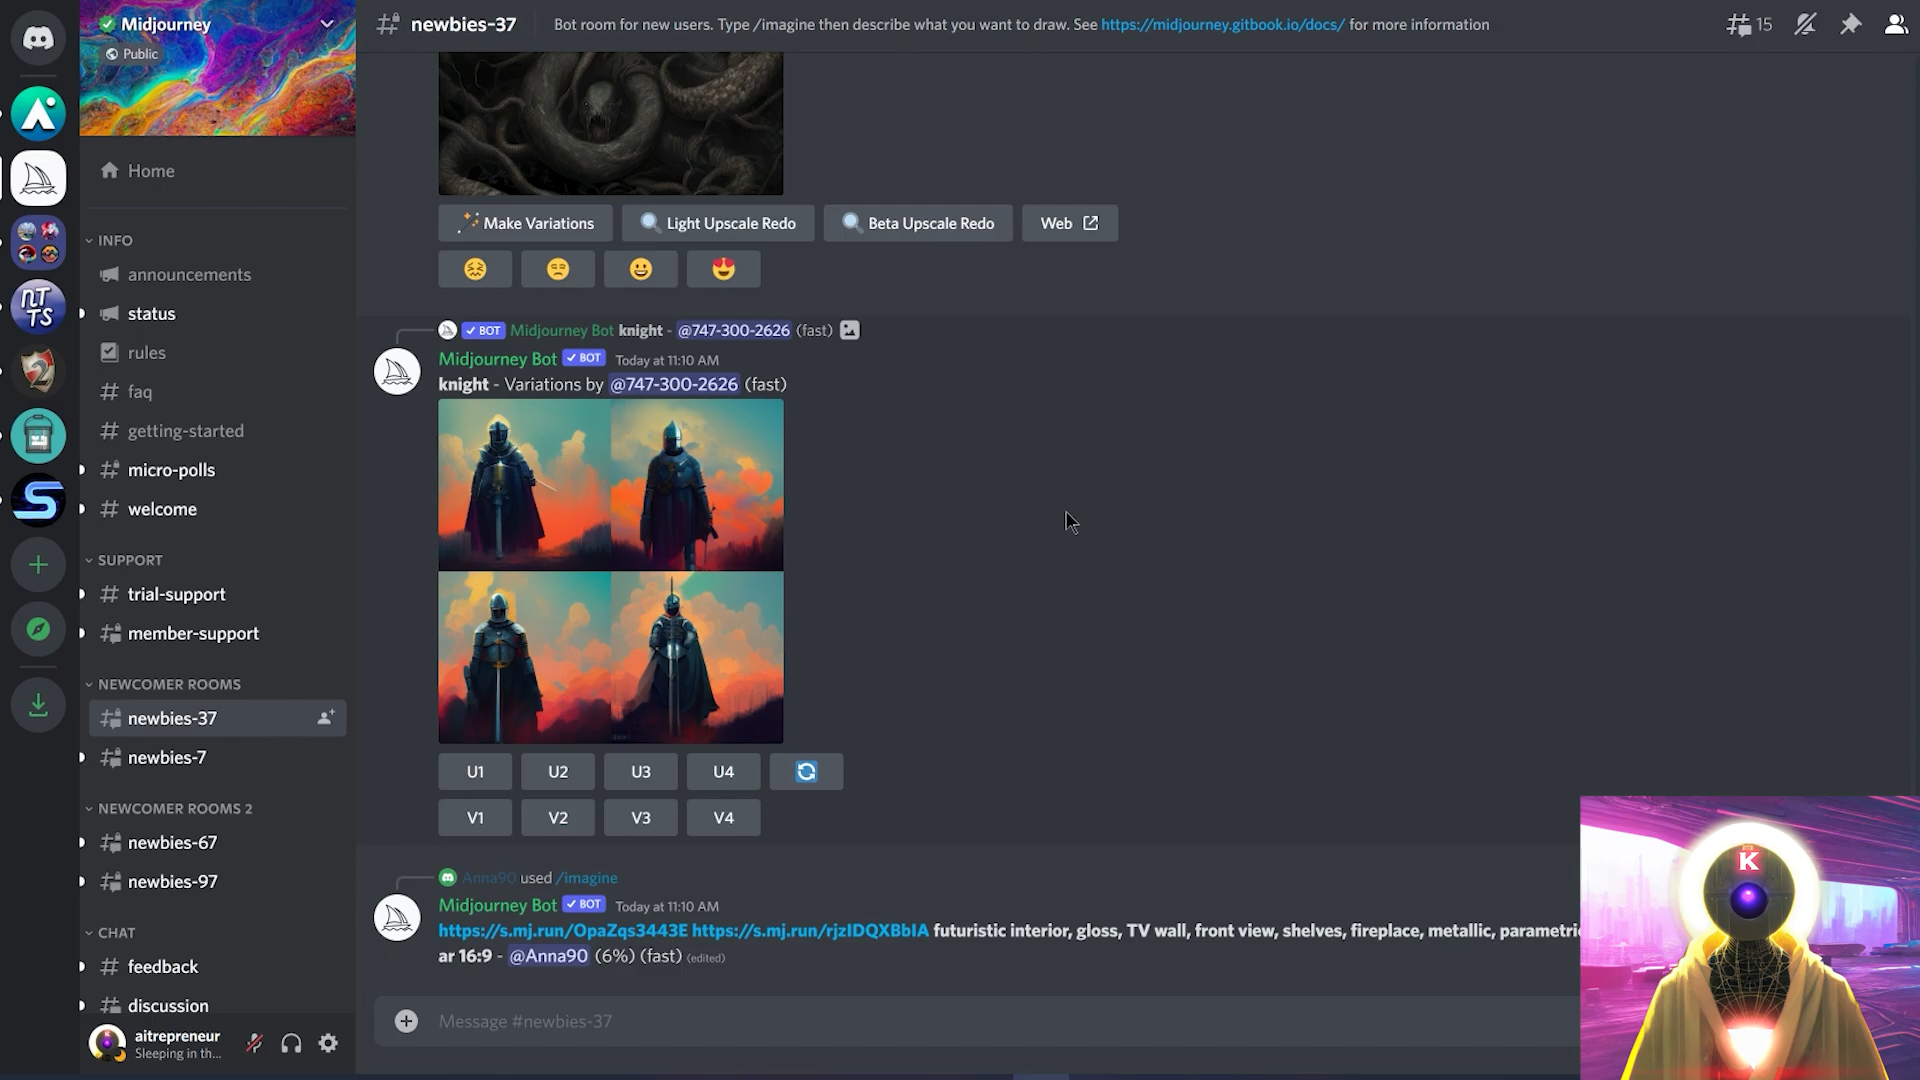 Midjourney
Public
Home
INFO
announcements
status
rules
faq
getting-started
micro-polls
welcome
SUPPORT
trial-support
member-support
NEWCOMER ROOMS
newbies-37
newbies-7
NEWCOMER ROOMS 2
newbies-67
newbies-97
CHAT
feedback
discussion
aitrepreneur
Sleeping in th...
nT
TS
2
S
newbies-37
Bot room for new users. Type /imagine then describe what you want to draw. See https://midjourney.gitbook.io/docs/ for more information
15
Make Variations Light Upscale Redo Beta Upscale Redo Web
BOT Midjourney Bot knight - @747-300-2626 (fast)
Midjourney Bot BOT Today at 11:10 AM
knight - Variations by @747-300-2626 (fast)
U1 U2 U3 U4
V1 V2 V3 V4
Anna90 used /imagine
Midjourney Bot BOT Today at 11:10 AM
https://s.mj.run/OpaZqs3443E https://s.mj.run/rjzIDQXBbIA futuristic interior, gloss, TV wall, front view, shelves, fireplace, metallic, parametric
ar 16:9 - @Anna90 (6%) (fast) (edited)
Message #newbies-37
K